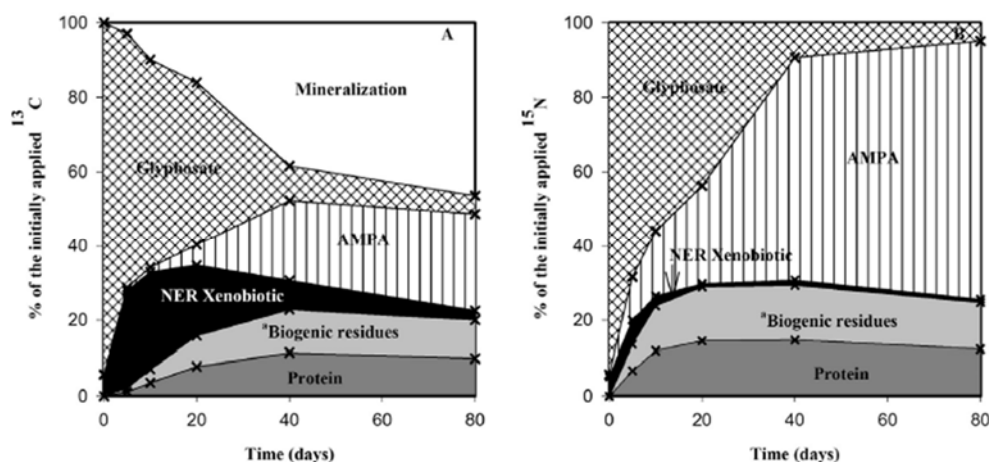 100
80
60
40
20
0
% of the initially applied ¹³C
A
Mineralization
Glyphosate
AMPA
NER Xenobiotic
ᵃBiogenic residues
Protein
0 20 40 60 80
Time (days)
100
80
60
40
20
0
% of the initially applied ¹⁵N
B
Glyphosate
AMPA
NER Xenobiotic
ᵃBiogenic residues
Protein
0 20 40 60 80
Time (days)